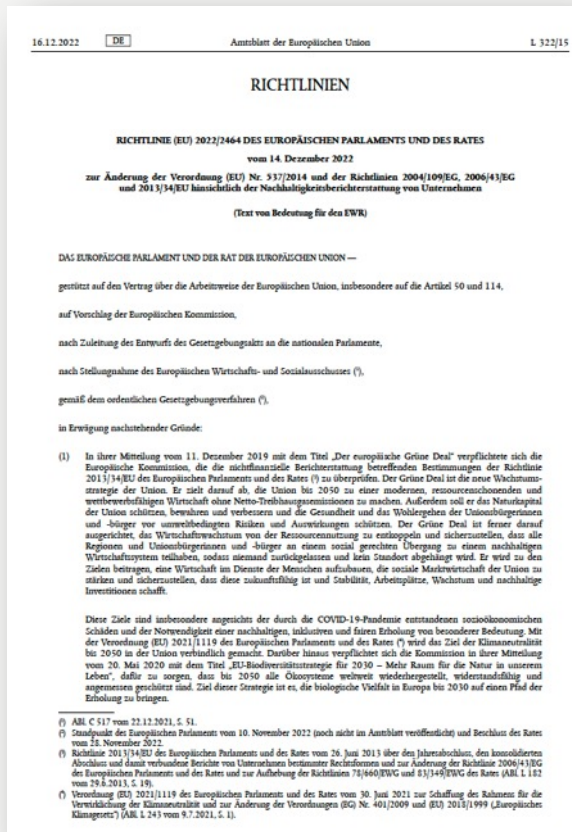 16.12.2022 DE Amtsblatt der Europäischen Union L 322/15
RICHTLINIEN
RICHTLINIE (EU) 2022/2464 DES EUROPÄISCHEN PARLAMENTS UND DES RATES
vom 14. Dezember 2022
zur Änderung der Verordnung (EU) Nr. 537/2014 und der Richtlinien 2004/109/EG, 2006/43/EG
und 2013/34/EU hinsichtlich der Nachhaltigkeitsberichterstattung von Unternehmen
(Text von Bedeutung für den EWR)
DAS EUROPÄISCHE PARLAMENT UND DER RAT DER EUROPÄISCHEN UNION —
gestützt auf den Vertrag über die Arbeitsweise der Europäischen Union, insbesondere auf die Artikel 50 und 114,
auf Vorschlag der Europäischen Kommission,
nach Zuleitung des Entwurfs des Gesetzgebungsakts an die nationalen Parlamente,
nach Stellungnahme des Europäischen Wirtschafts- und Sozialausschusses (¹),
gemäß dem ordentlichen Gesetzgebungsverfahren (²),
in Erwägung nachstehender Gründe:
(1) In ihrer Mitteilung vom 11. Dezember 2019 mit dem Titel „Der europäische Grüne Deal" verpflichtete sich die
Europäische Kommission, die die nichtfinanzielle Berichterstattung betreffenden Bestimmungen der Richtlinie
2013/34/EU des Europäischen Parlaments und des Rates (³) zu überprüfen. Der Grüne Deal ist die neue Wachstums-
strategie der Union. Er zielt darauf ab, die Union bis 2050 zu einer modernen, ressourcenschonenden und
wettbewerbsfähigen Wirtschaft ohne Netto-Treibhausgasemissionen zu machen. Außerdem soll er das Naturkapital
der Union schützen, bewahren und verbessern und die Gesundheit und das Wohlergehen der Unionsbürgerinnen
und -bürger vor umweltbedingten Risiken und Auswirkungen schützen. Der Grüne Deal ist ferner darauf
ausgerichtet, das Wirtschaftswachstum von der Ressourcennutzung zu entkoppeln und sicherzustellen, dass alle
Regionen und Unionsbürgerinnen und -bürger an einem sozial gerechten Übergang zu einem nachhaltigen
Wirtschaftssystem teilhaben, sodass niemand zurückgelassen und kein Standort abgehängt wird. Er wird zu den
Zielen beitragen, eine Wirtschaft im Dienste der Menschen aufzubauen, die soziale Marktwirtschaft der Union zu
stärken und sicherzustellen, dass diese zukunftsfähig ist und Stabilität, Arbeitsplätze, Wachstum und nachhaltige
Investitionen schafft.
Diese Ziele sind insbesondere angesichts der durch die COVID-19-Pandemie entstandenen sozioökonomischen
Schäden und der Notwendigkeit einer nachhaltigen, inklusiven und fairen Erholung von besonderer Bedeutung. Mit
der Verordnung (EU) 2021/1119 des Europäischen Parlaments und des Rates (⁴) wird das Ziel der Klimaneutralität
bis 2050 in der Union verbindlich gemacht. Darüber hinaus verpflichtet sich die Kommission in ihrer Mitteilung
vom 20. Mai 2020 mit dem Titel „EU-Biodiversitätsstrategie für 2030 – Mehr Raum für die Natur in unserem
Leben", dafür zu sorgen, dass bis 2050 alle Ökosysteme weltweit wiederhergestellt, widerstandsfähig und
angemessen geschützt sind. Ziel dieser Strategie ist es, die biologische Vielfalt in Europa bis 2030 auf einen Pfad der
Erholung zu bringen.
(¹) ABl. C 517 vom 22.12.2021, S. 51.
(²) Standpunkt des Europäischen Parlaments vom 10. November 2022 (noch nicht im Amtsblatt veröffentlicht) und Beschluss des Rates
vom 28. November 2022.
(³) Richtlinie 2013/34/EU des Europäischen Parlaments und des Rates vom 26. Juni 2013 über den Jahresabschluss, den konsolidierten
Abschluss und damit verbundene Berichte von Unternehmen bestimmter Rechtsformen und zur Änderung der Richtlinie 2006/43/EG
des Europäischen Parlaments und des Rates und zur Aufhebung der Richtlinien 78/660/EWG und 83/349/EWG des Rates (ABl. L 182
vom 29.6.2013, S. 19).
(⁴) Verordnung (EU) 2021/1119 des Europäischen Parlaments und des Rates vom 30. Juni 2021 zur Schaffung des Rahmens für die
Verwirklichung der Klimaneutralität und zur Änderung der Verordnungen (EG) Nr. 401/2009 und (EU) 2018/1999 („Europäisches
Klimagesetz") (ABl. L 243 vom 9.7.2021, S. 1).